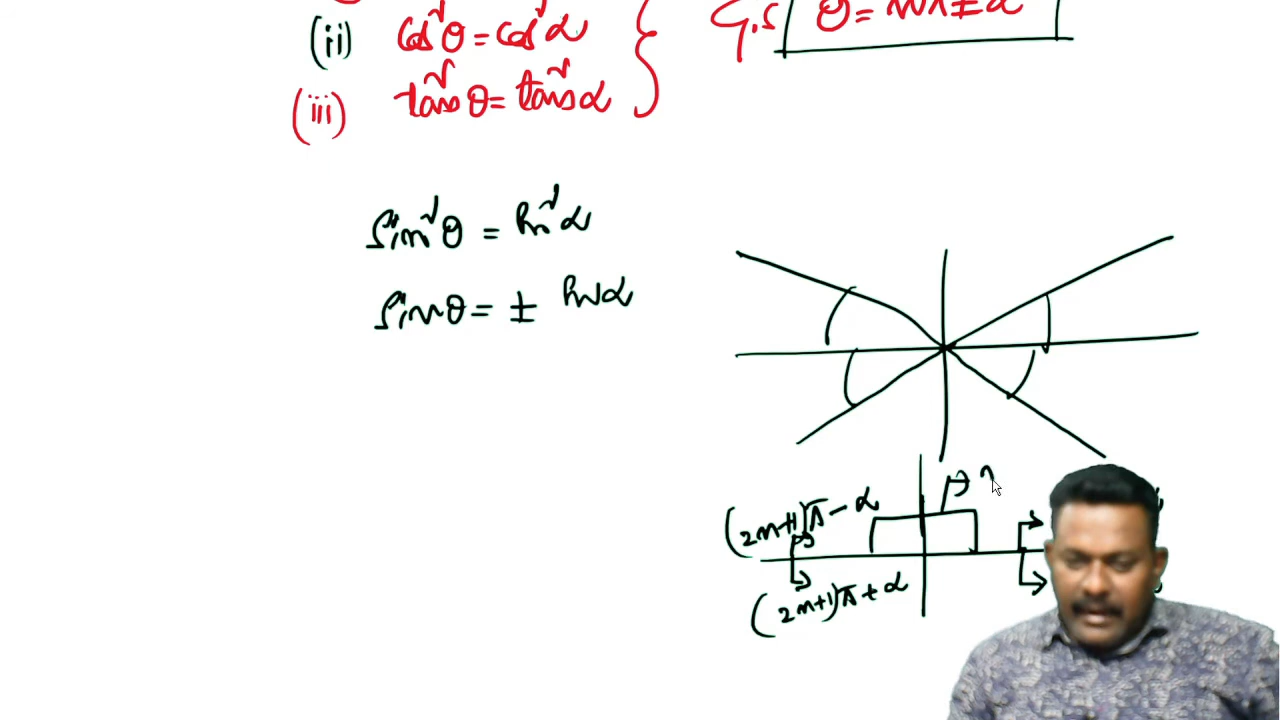 (ii) cos²θ = cos²α
G.S θ = nπ ± α
(iii) tan²θ = tan²α
sin²θ = sin²α
sinθ = ± sinα
(2n+1)π - α
(2n+1)π + α